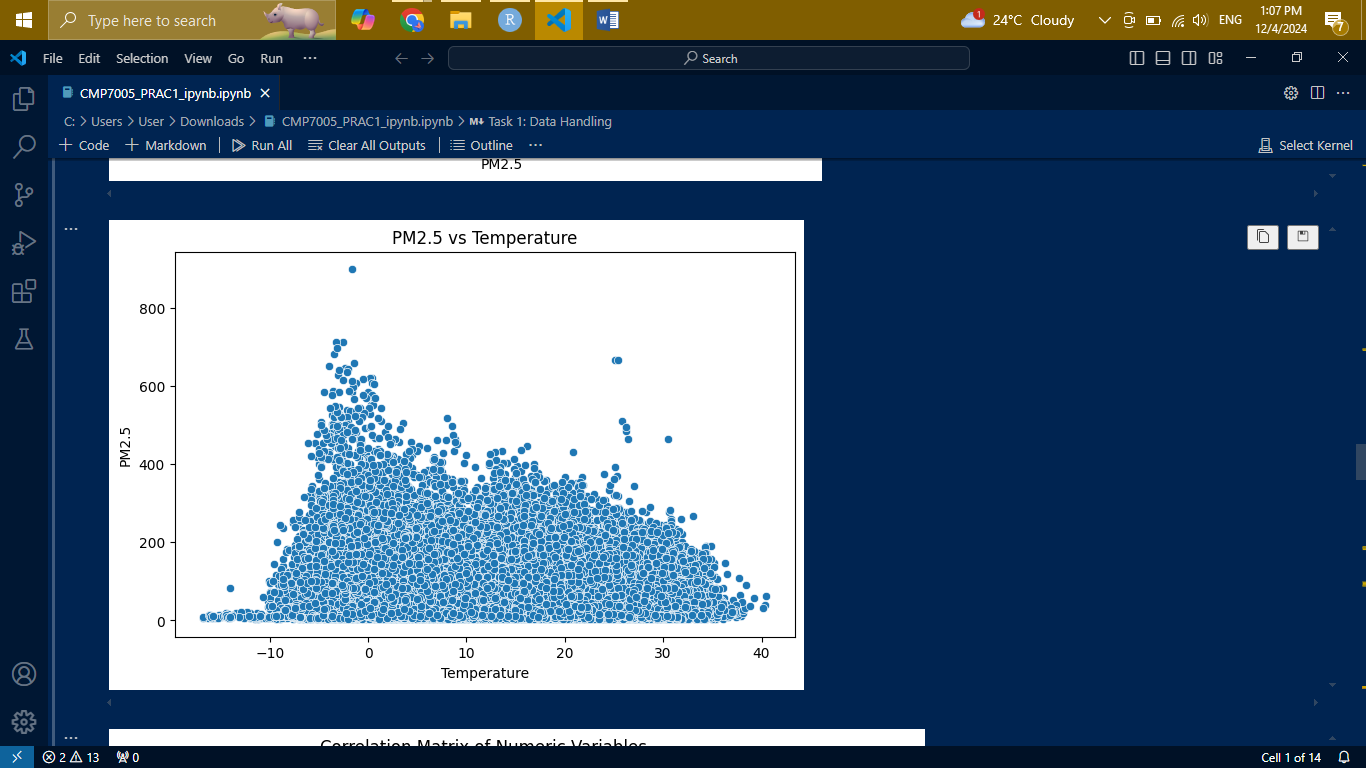 Type here to search
24°C Cloudy
ENG
1:07 PM
12/4/2024
7
1
R
W
File Edit Selection View Go Run ···
Search
CMP7005_PRAC1_ipynb.ipynb
C: > Users > User > Downloads > CMP7005_PRAC1_ipynb.ipynb > M↓ Task 1: Data Handling
+ Code + Markdown Run All Clear All Outputs Outline ···
Select Kernel
PM2.5
PM2.5 vs Temperature
800
600
400
200
0
PM2.5
−10 0 10 20 30 40
Temperature
Correlation Matrix of Numeric Variables
2 13 0
Cell 1 of 14